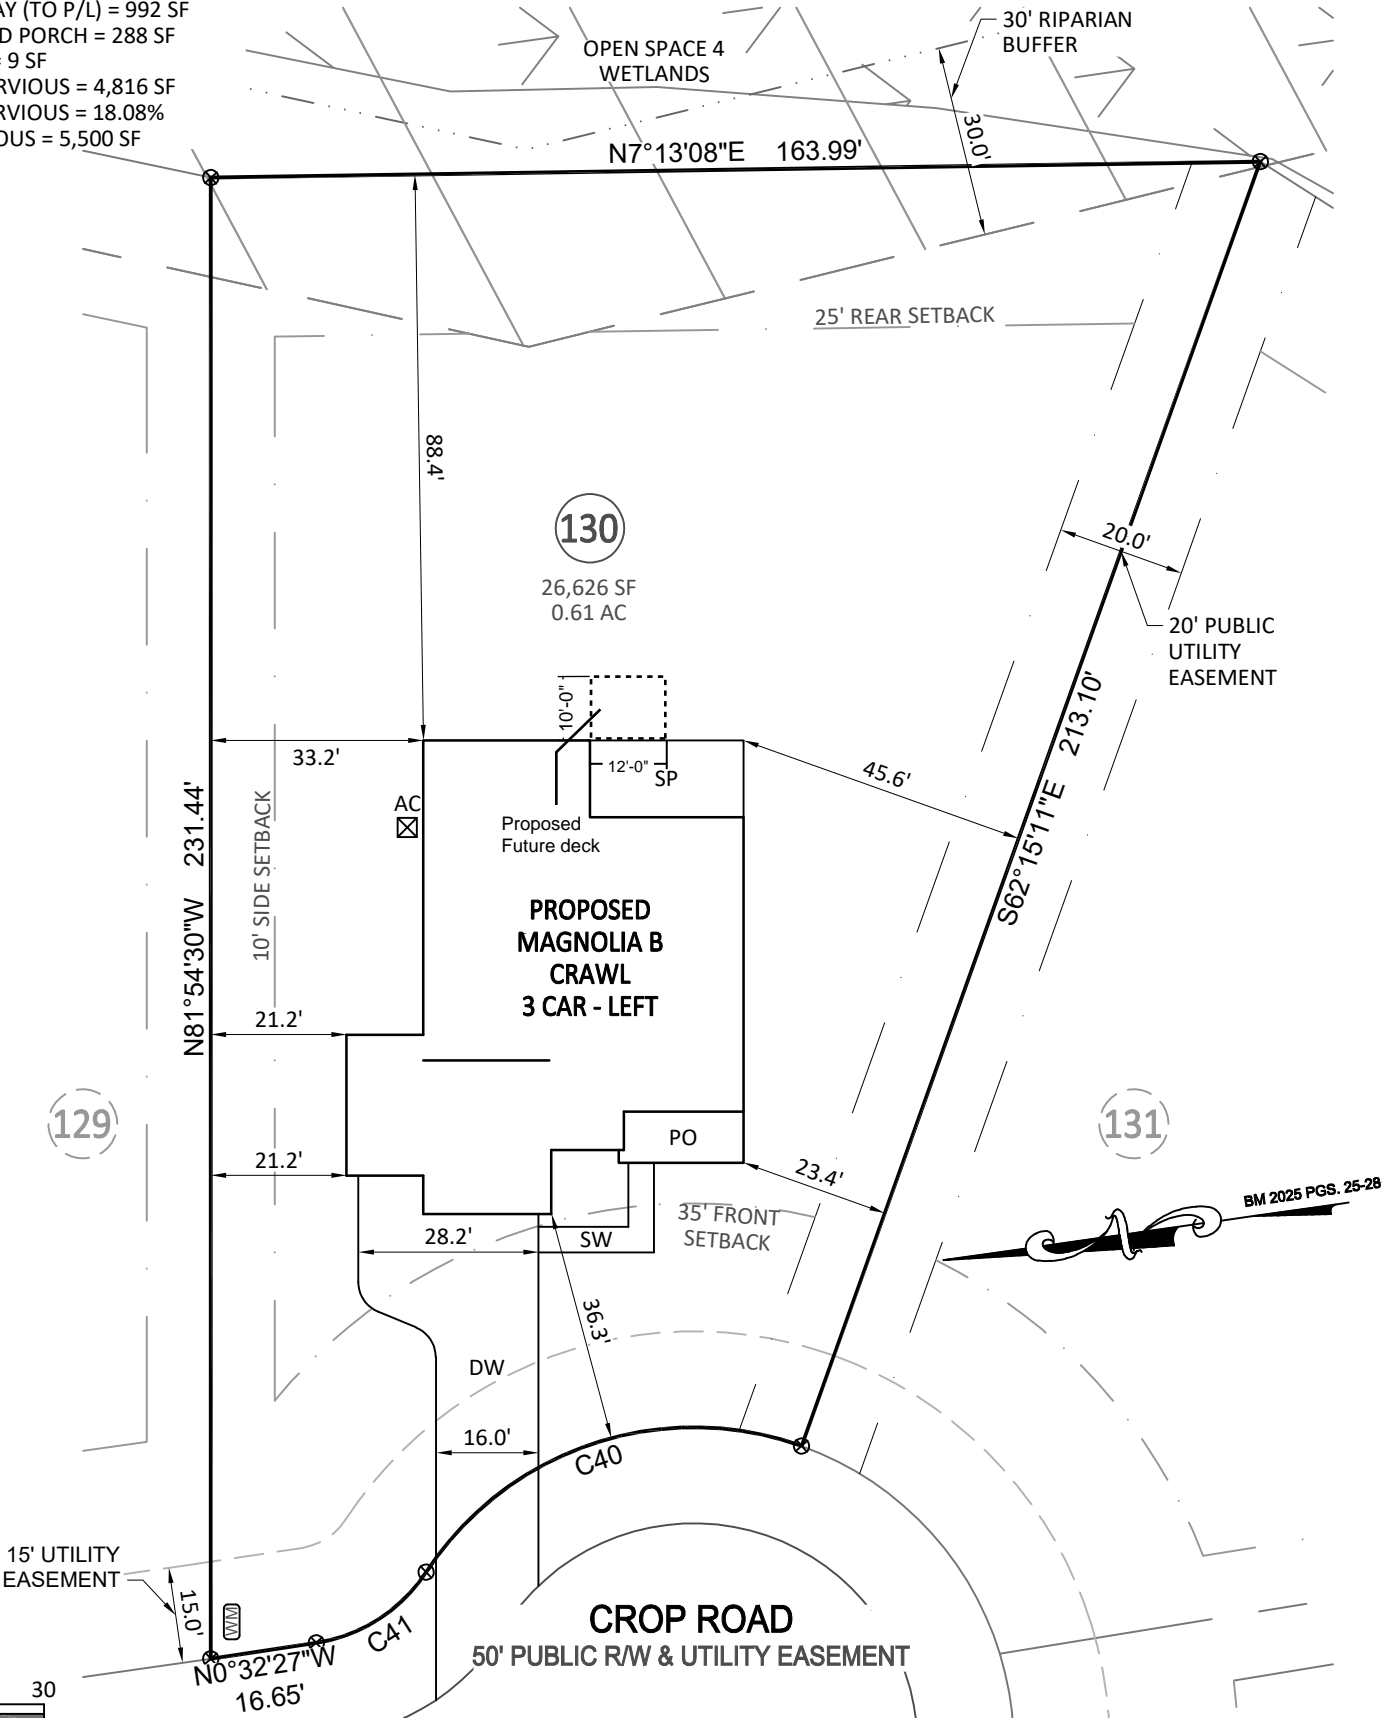 AY (TO P/L) = 992 SF
D PORCH = 288 SF
= 9 SF
RVIOUS = 4,816 SF
RVIOUS = 18.08%
OUS = 5,500 SF
OPEN SPACE 4
WETLANDS
30' RIPARIAN
BUFFER
30.0'
N7°13'08"E 163.99'
25' REAR SETBACK
88.4'
130
26,626 SF
0.61 AC
20.0'
20' PUBLIC
UTILITY
EASEMENT
10'-0"
12'-0"
SP
33.2'
45.6'
S62°15'11"E 213.10'
AC
Proposed
Future deck
N81°54'30"W 231.44'
10' SIDE SETBACK
PROPOSED
MAGNOLIA B
CRAWL
3 CAR - LEFT
21.2'
129
131
PO
21.2'
23.4'
BM 2025 PGS. 25-28
N
35' FRONT
SETBACK
28.2'
SW
36.3'
DW
16.0'
C40
15' UTILITY
EASEMENT
15.0'
WM
C41
CROP ROAD
50' PUBLIC R/W & UTILITY EASEMENT
N0°32'27"W
16.65'
30